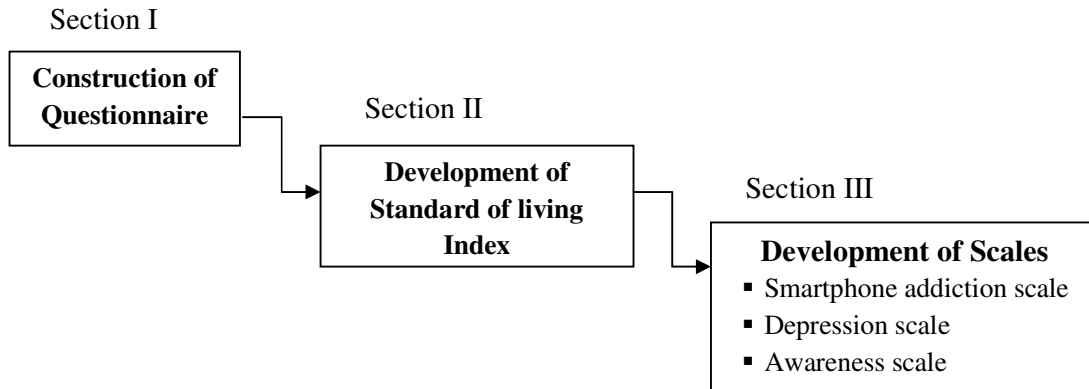 Section I
Construction of
Questionnaire
Section II
Development of
Standard of living
Index
Section III
Development of Scales
▪ Smartphone addiction scale
▪ Depression scale
▪ Awareness scale